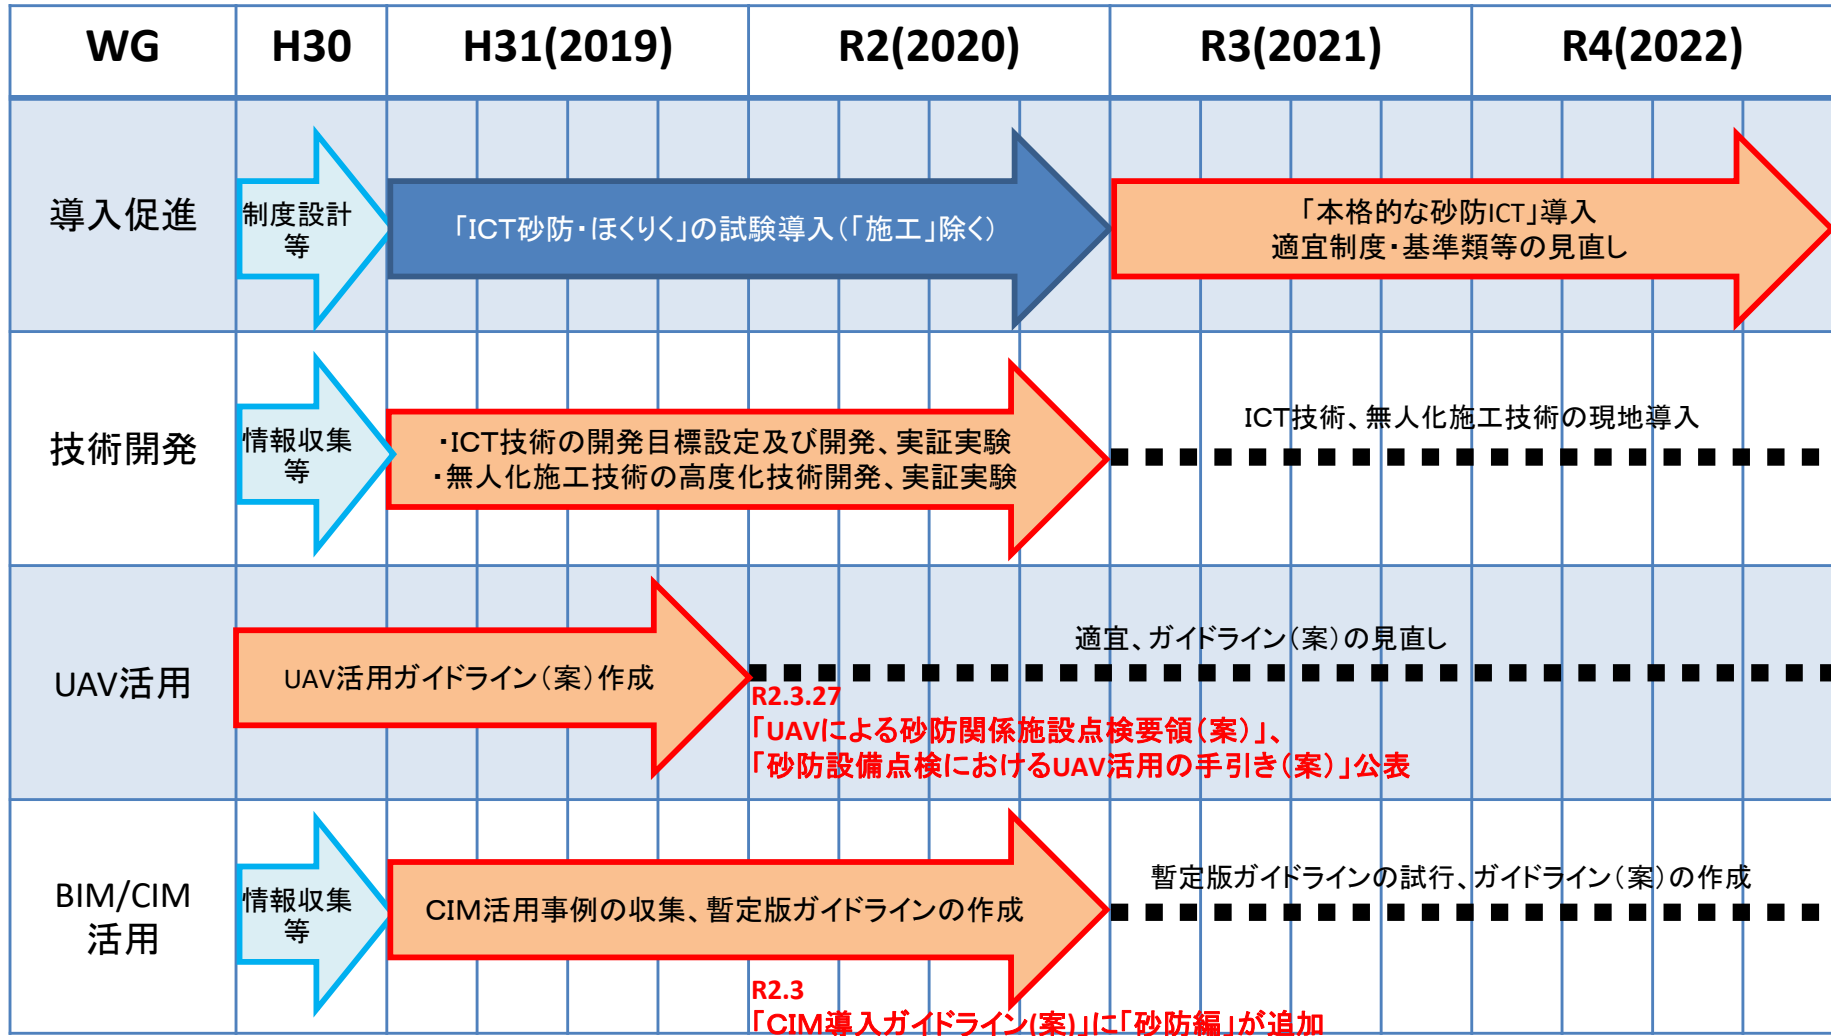 WG
H30
H31(2019)
R2(2020)
R3(2021)
R4(2022)
導入促進
制度設計
等
「ICT砂防・ほくりく」の試験導入(「施工」除く)
「本格的な砂防ICT」導入
適宜制度・基準類等の見直し
技術開発
情報収集
等
・ICT技術の開発目標設定及び開発、実証実験
・無人化施工技術の高度化技術開発、実証実験
ICT技術、無人化施工技術の現地導入
UAV活用
UAV活用ガイドライン(案)作成
適宜、ガイドライン(案)の見直し
R2.3.27
「UAVによる砂防関係施設点検要領(案)」、
「砂防設備点検におけるUAV活用の手引き(案)」公表
BIM/CIM
活用
情報収集
等
CIM活用事例の収集、暫定版ガイドラインの作成
暫定版ガイドラインの試行、ガイドライン(案)の作成
R2.3
「CIM導入ガイドライン(案)」に「砂防編」が追加